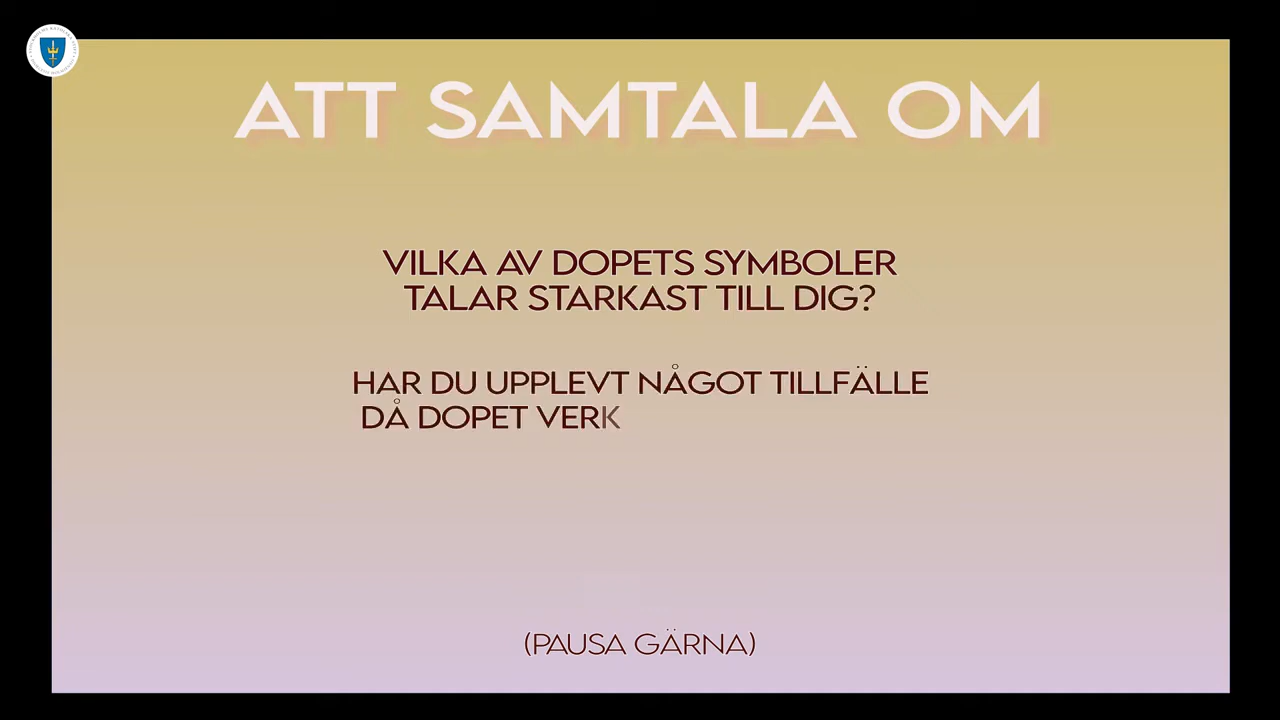 ATT SAMTALA OM
VILKA AV DOPETS SYMBOLER
TALAR STARKAST TILL DIG?
HAR DU UPPLEVT NÅGOT TILLFÄLLE
DÅ DOPET VERK
(PAUSA GÄRNA)